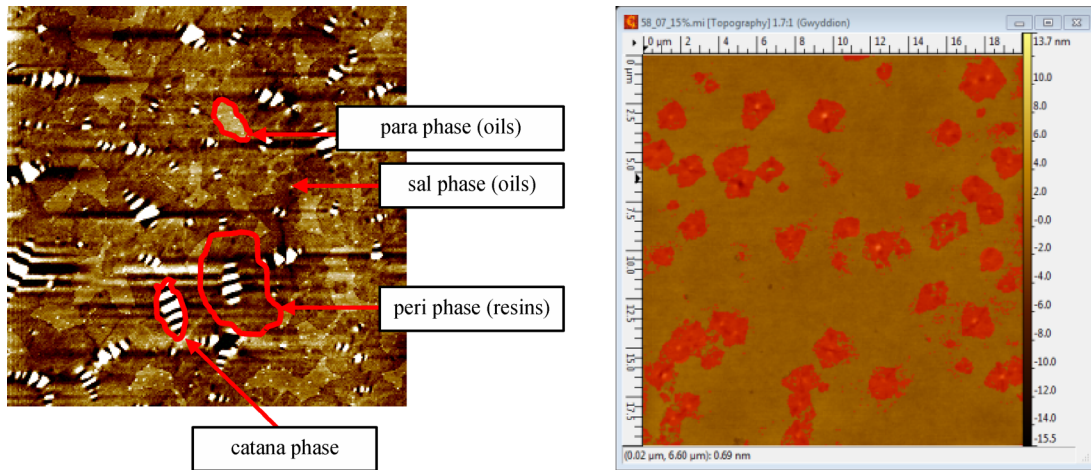 para phase (oils)
sal phase (oils)
peri phase (resins)
catana phase
58_07_15%.mi [Topography] 1.7:1 (Gwyddion)
0 µm 2 4 6 8 10 12 14 16 18
0 µm
2.5
5.0
7.5
10.0
12.5
15.0
17.5
13.7 nm
10.0
8.0
6.0
4.0
2.0
-0.0
-2.0
-4.0
-6.0
-8.0
-10.0
-12.0
-14.0
-15.5
(0.02 µm, 6.60 µm): 0.69 nm